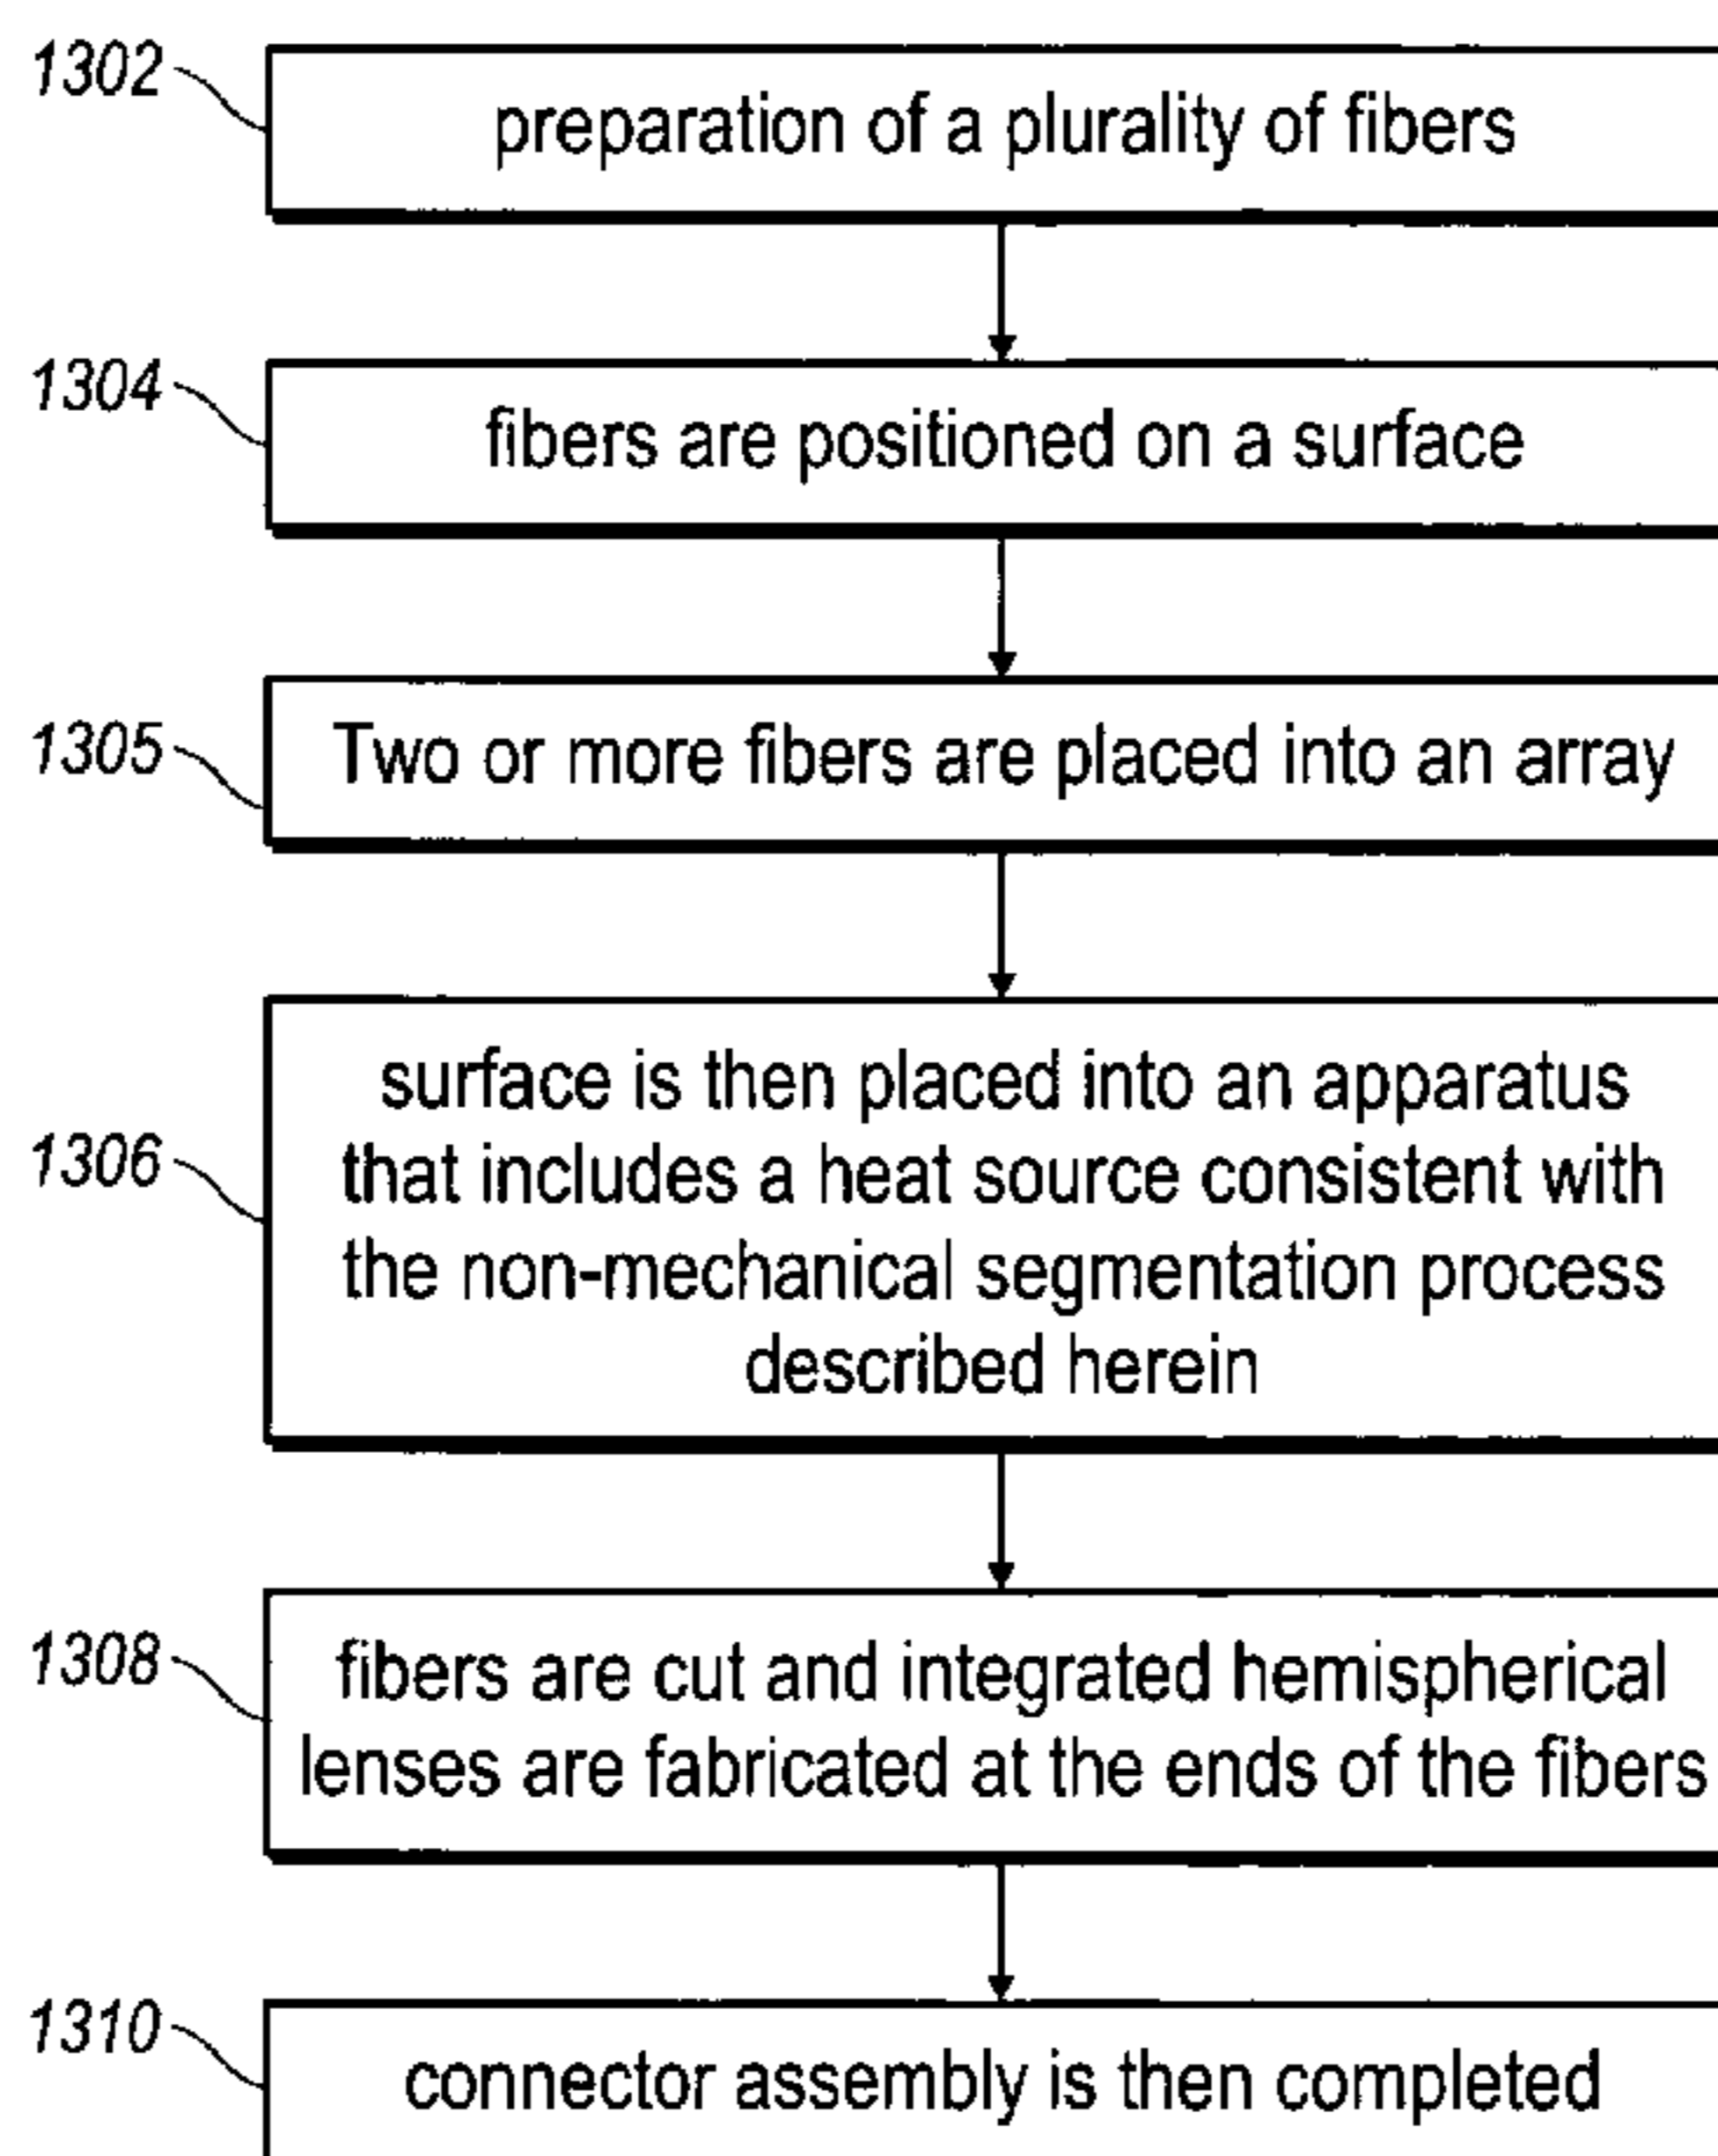 1302
preparation of a plurality of fibers
1304
fibers are positioned on a surface
1305
Two or more fibers are placed into an array
1306
surface is then placed into an apparatus
that includes a heat source consistent with
the non-mechanical segmentation process
described herein
1308
fibers are cut and integrated hemispherical
lenses are fabricated at the ends of the fibers
1310
connector assembly is then completed